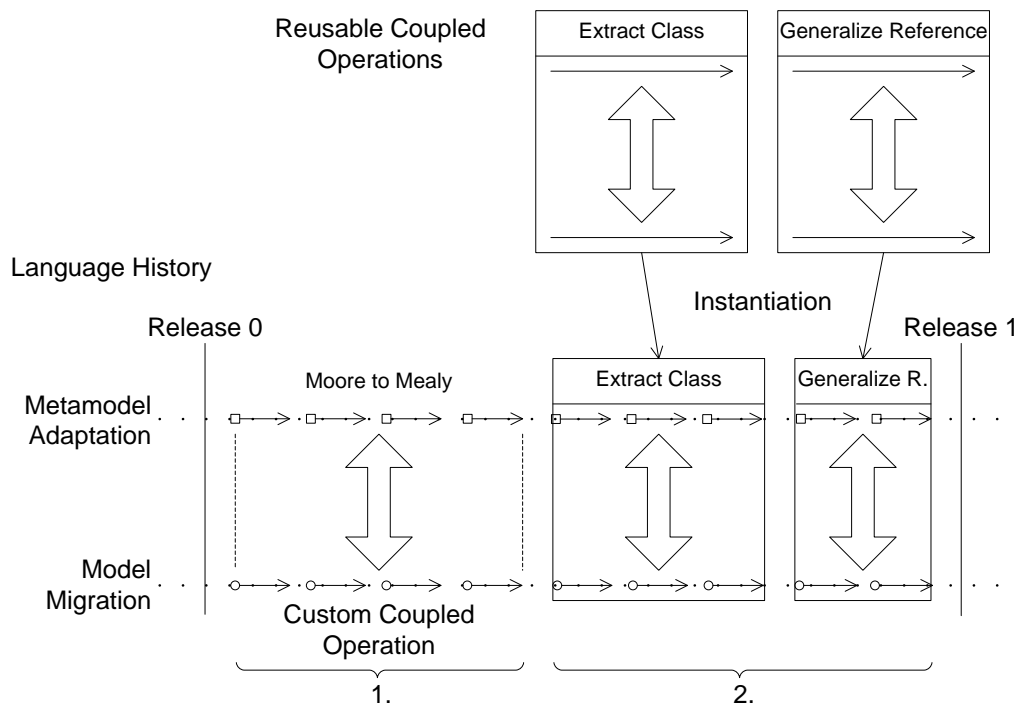 Reusable Coupled
Operations
Extract Class
Generalize Reference
Language History
Instantiation
Release 0
Release 1
Moore to Mealy
Extract Class
Generalize R.
Metamodel
Adaptation
Model
Migration
Custom Coupled
Operation
1.
2.